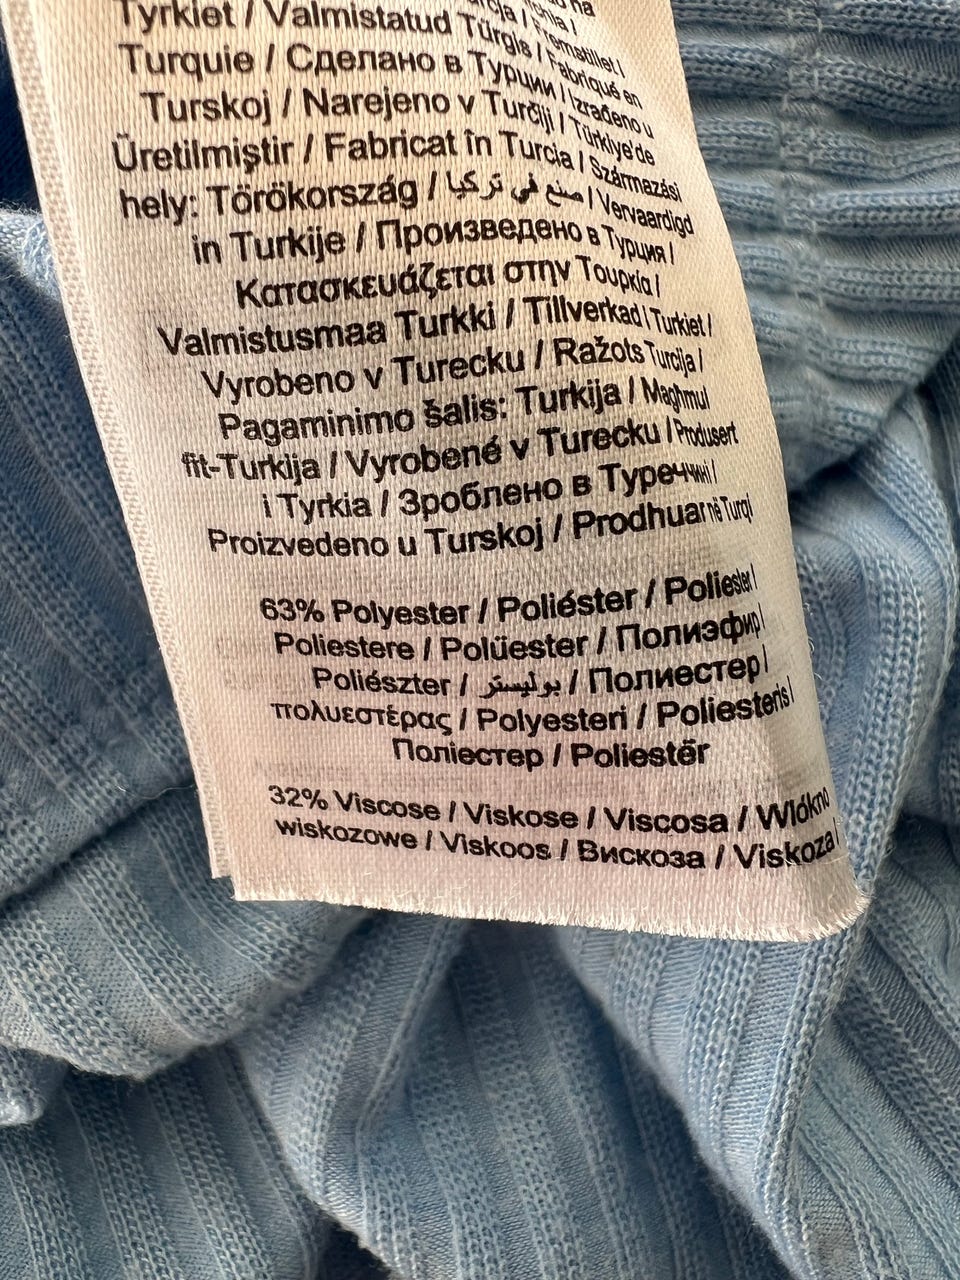 Tyrkiet / Valmistatud Türgis / Fremstillet i
Turquie / Сделано в Турции / Fabriqué en
Turskoj / Narejeno v Turčiji / Izrađeno u
Üretilmiştir / Fabricat în Turcia / Türkiye'de
hely: Törökország / صنع في تركيا / Származási
in Turkije / Произведено в Турция / Vervaardigd
Κατασκευάζεται στην Τουρκία /
Valmistusmaa Turkki / Tillverkad i Turkiet /
Vyrobeno v Turecku / Ražots Turcija /
Pagaminimo šalis: Turkija / Maghmul
fit-Turkija / Vyrobené v Turecku / Produsert
i Tyrkia / Зроблено в Туреччині /
Proizvedeno u Turskoj / Prodhuar në Turqi
63% Polyester / Poliéster / Poliester /
Poliestere / Polüester / Полиэфир /
Poliészter / بوليستر / Полиестер /
πολυεστέρας / Polyesteri / Poliesteris /
Поліестер / Poliestër
32% Viscose / Viskose / Viscosa / Włókno
wiskozowe / Viskoos / Вискоза / Viskoza /